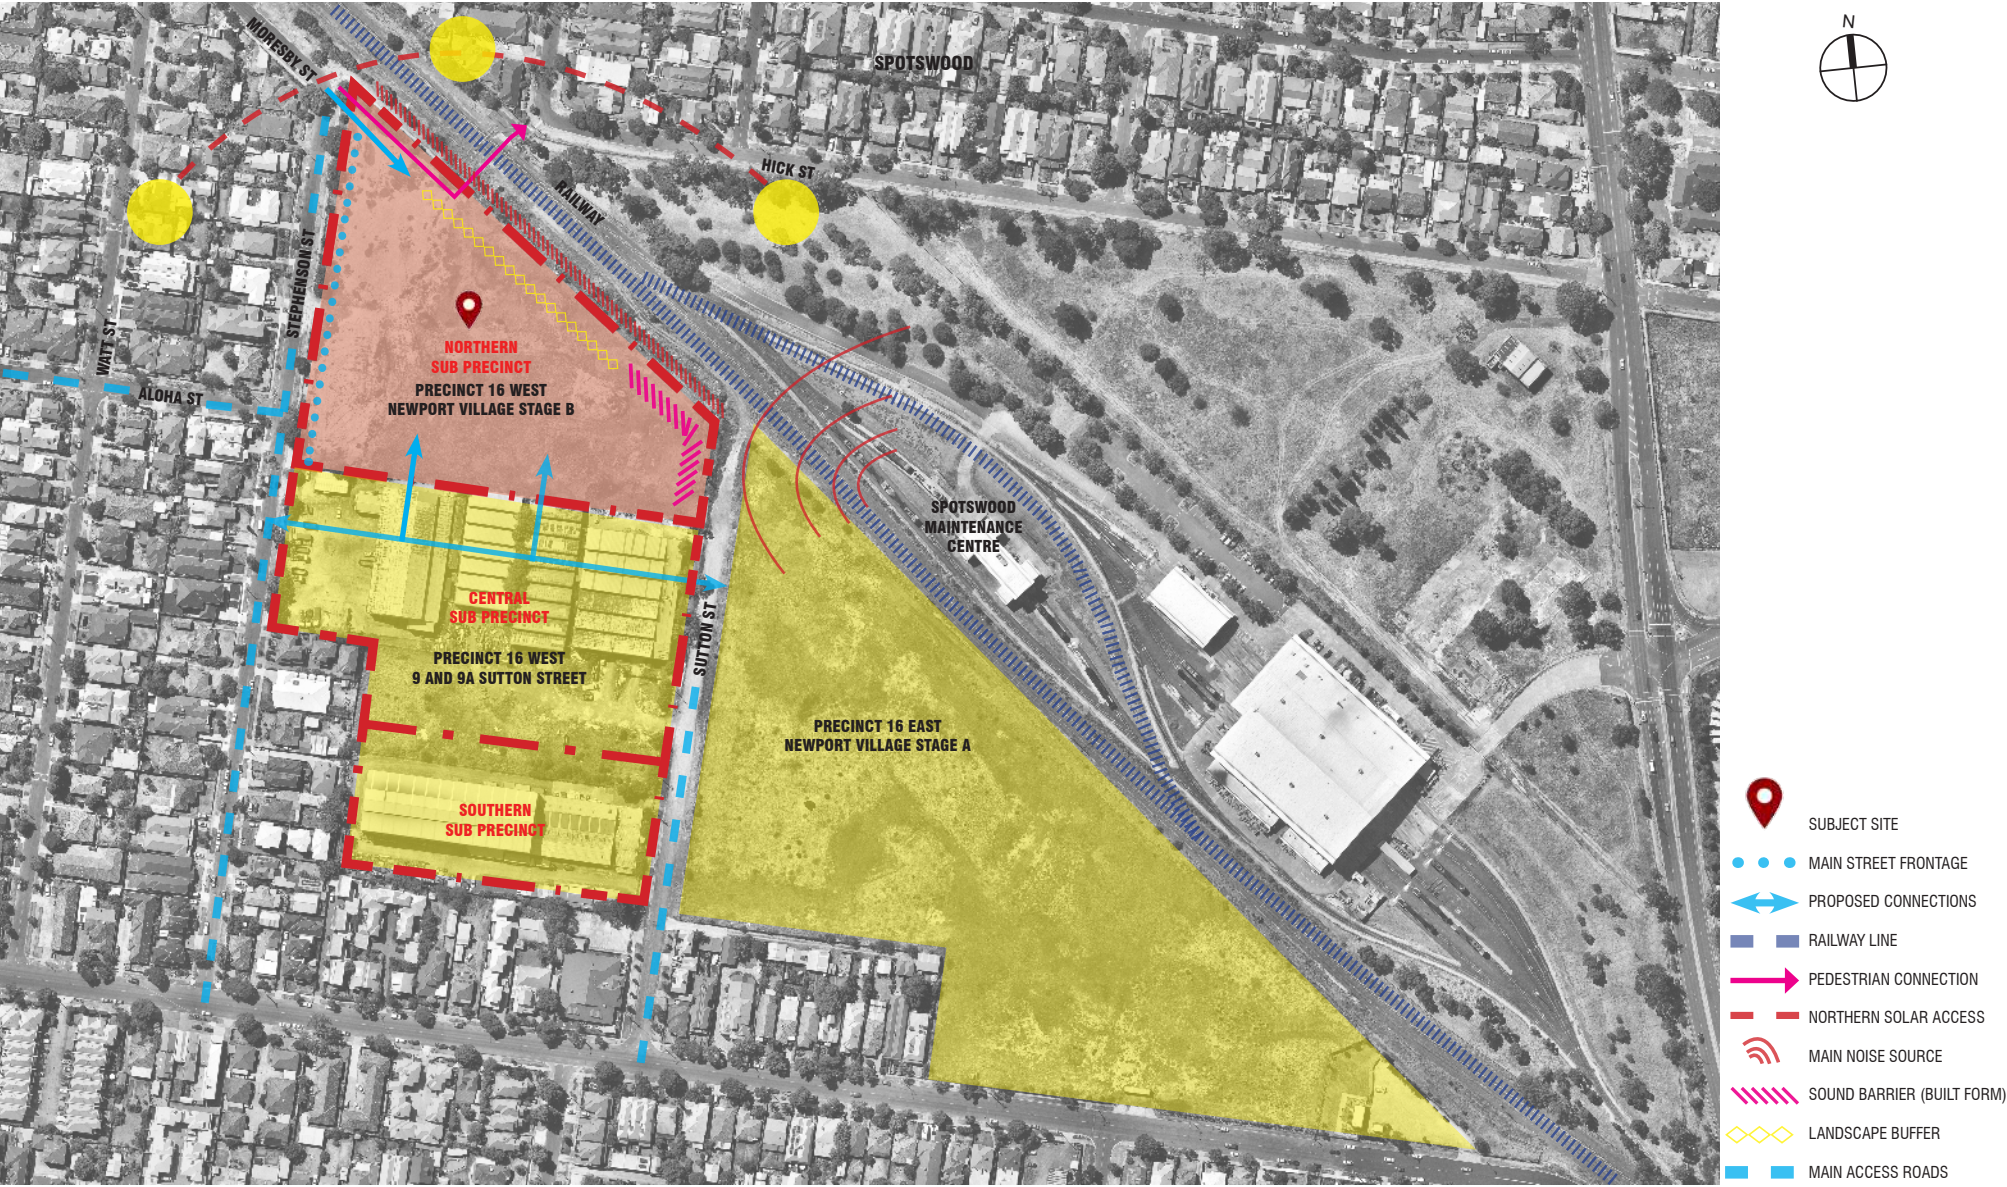 MORESBY ST
SPOTSWOOD
HICK ST
RAILWAY
STEPHENSON ST
WATT ST
ALOHA ST
NORTHERN
SUB PRECINCT
PRECINCT 16 WEST
NEWPORT VILLAGE STAGE B
SPOTSWOOD
MAINTENANCE
CENTRE
CENTRAL
SUB PRECINCT
PRECINCT 16 WEST
9 AND 9A SUTTON STREET
SUTTON ST
PRECINCT 16 EAST
NEWPORT VILLAGE STAGE A
SOUTHERN
SUB PRECINCT
N
SUBJECT SITE
MAIN STREET FRONTAGE
PROPOSED CONNECTIONS
RAILWAY LINE
PEDESTRIAN CONNECTION
NORTHERN SOLAR ACCESS
MAIN NOISE SOURCE
SOUND BARRIER (BUILT FORM)
LANDSCAPE BUFFER
MAIN ACCESS ROADS